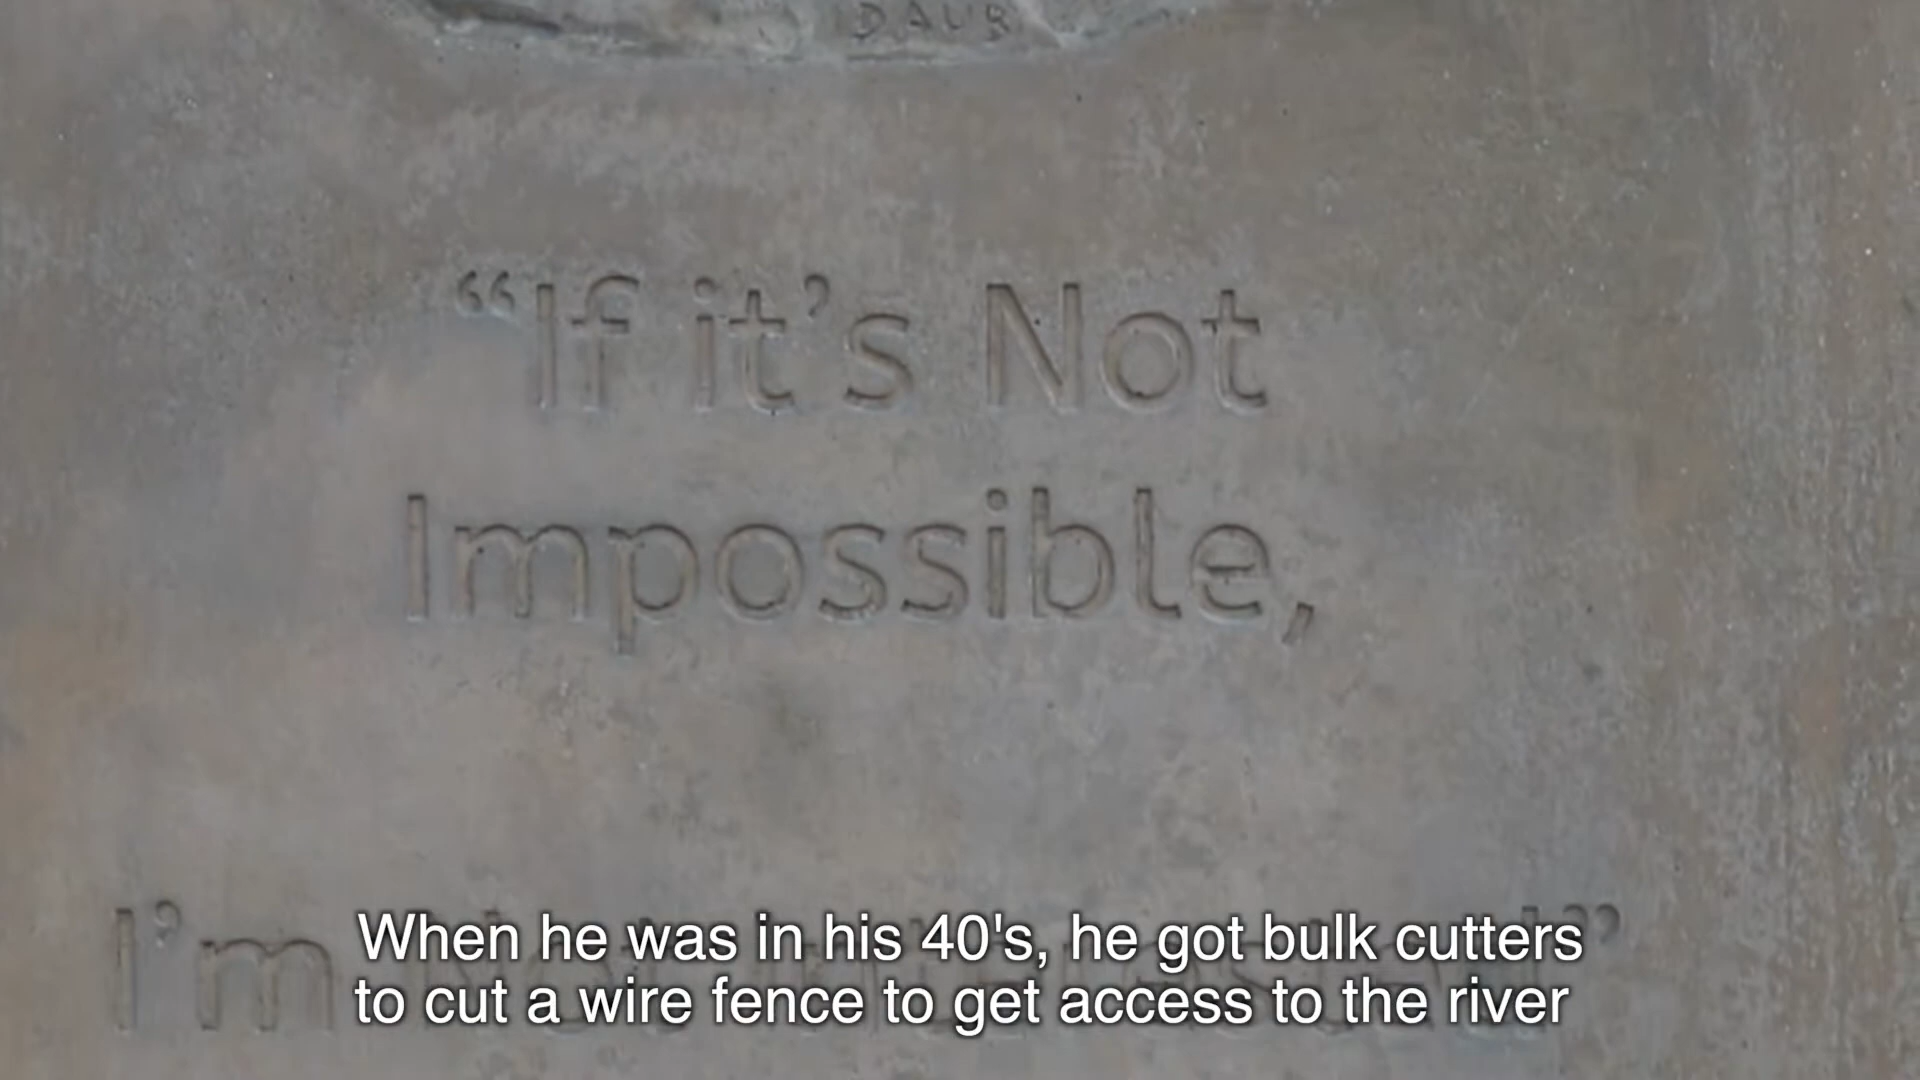 DAUB
“If it’s Not
Impossible,
I’m
When he was in his 40's, he got bulk cutters
to cut a wire fence to get access to the river